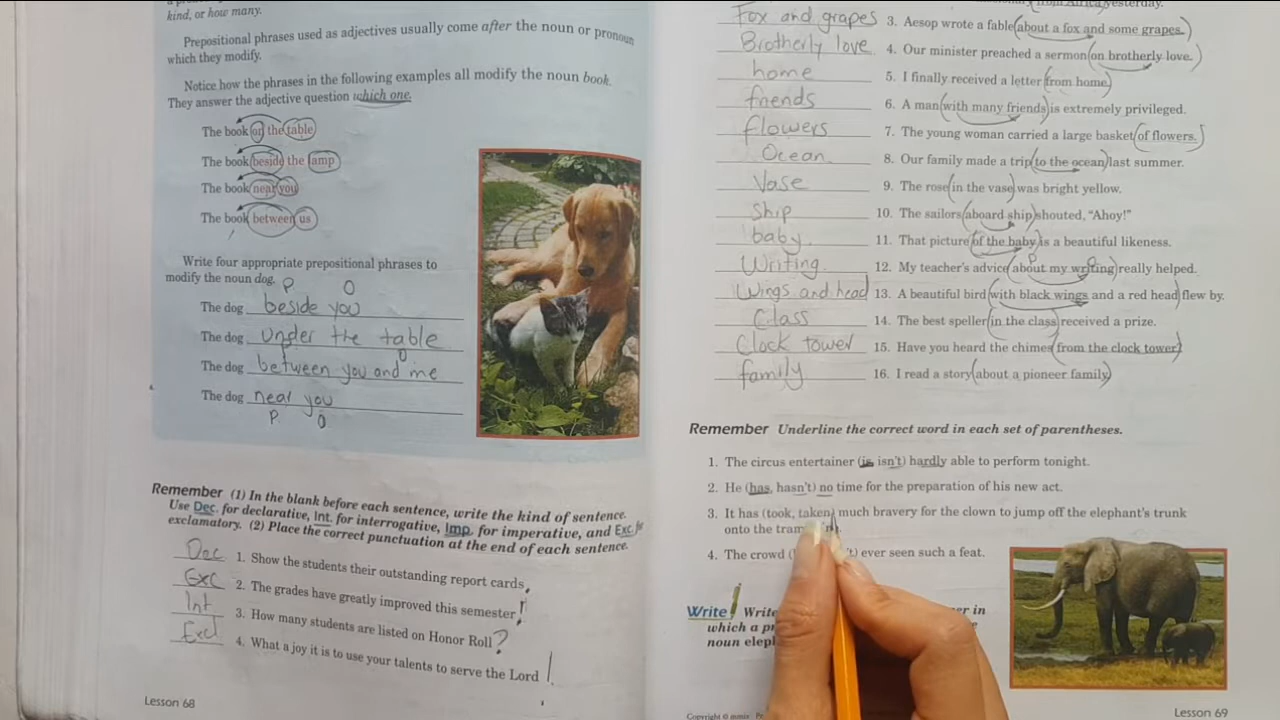 kind, or how many.
Prepositional phrases used as adjectives usually come after the noun or pronoun
which they modify.
Notice how the phrases in the following examples all modify the noun book.
They answer the adjective question which one.
The book on the table
The book beside the lamp
The book near you
The book between us
Write four appropriate prepositional phrases to
modify the noun dog.
P O
The dog beside you
The dog under the table
The dog between you and me
The dog near you
P O
Remember (1) In the blank before each sentence, write the kind of sentence.
Use Dec. for declarative, Int. for interrogative, Imp. for imperative, and Exc. for
exclamatory. (2) Place the correct punctuation at the end of each sentence.
Dec 1. Show the students their outstanding report cards.
Exc 2. The grades have greatly improved this semester!
Int 3. How many students are listed on Honor Roll?
Excl 4. What a joy it is to use your talents to serve the Lord!
Lesson 68
from Africa yesterday.
Fox and grapes 3. Aesop wrote a fable (about a fox and some grapes.)
Brotherly love 4. Our minister preached a sermon (on brotherly love.)
home 5. I finally received a letter (from home)
friends 6. A man (with many friends) is extremely privileged.
flowers 7. The young woman carried a large basket (of flowers.)
Ocean 8. Our family made a trip (to the ocean) last summer.
Vase 9. The rose (in the vase) was bright yellow.
Ship 10. The sailors (aboard ship) shouted, “Ahoy!”
baby 11. That picture (of the baby) is a beautiful likeness.
P O
Writing 12. My teacher’s advice (about my writing) really helped.
Wings and head 13. A beautiful bird (with black wings and a red head) flew by.
Class 14. The best speller (in the class) received a prize.
Clock tower 15. Have you heard the chimes (from the clock tower)
family 16. I read a story (about a pioneer family)
Remember Underline the correct word in each set of parentheses.
1. The circus entertainer (is, isn’t) hardly able to perform tonight.
2. He (has, hasn’t) no time for the preparation of his new act.
3. It has (took, taken) much bravery for the clown to jump off the elephant’s trunk
onto the
4. The crowd ever seen such a feat.
Write Write in
which a
noun
Copyright ©
Lesson 69